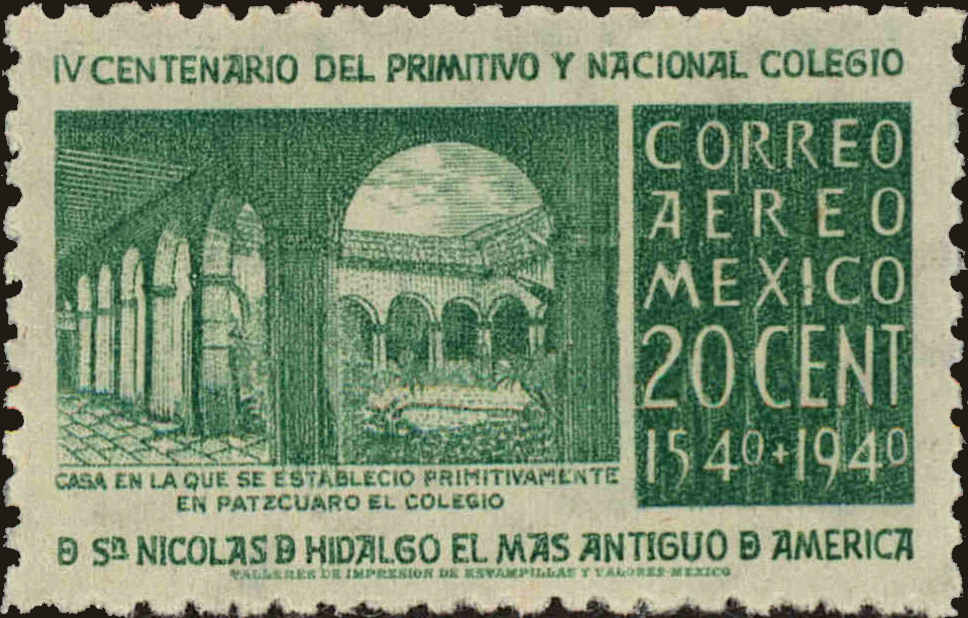 IV CENTENARIO DEL PRIMITIVO Y NACIONAL COLEGIO
CORREO
AEREO
MEXICO
20 CENT
1540+1940
CASA EN LA QUE SE ESTABLECIO PRIMITIVAMENTE
EN PATZCUARO EL COLEGIO
D Sn NICOLAS D HIDALGO EL MAS ANTIGUO D AMERICA
TALLERES DE IMPRESION DE ESTAMPILLAS Y VALORES-MEXICO